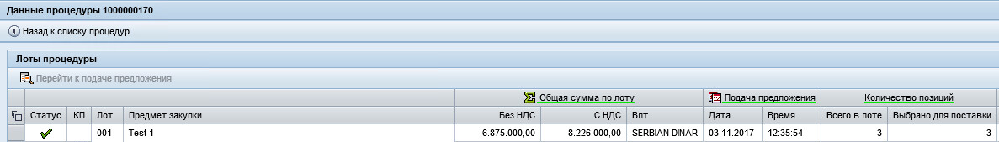 Данные процедуры 1000000170
Назад к списку процедур
Лоты процедуры
Перейти к подаче предложения
Общая сумма по лоту Подача предложения Количество позиций
Статус КП Лот Предмет закупки Без НДС С НДС Влт Дата Время Всего в лоте Выбрано для поставки
001 Test 1 6.875.000,00 8.226.000,00 SERBIAN DINAR 03.11.2017 12:35:54 3 3